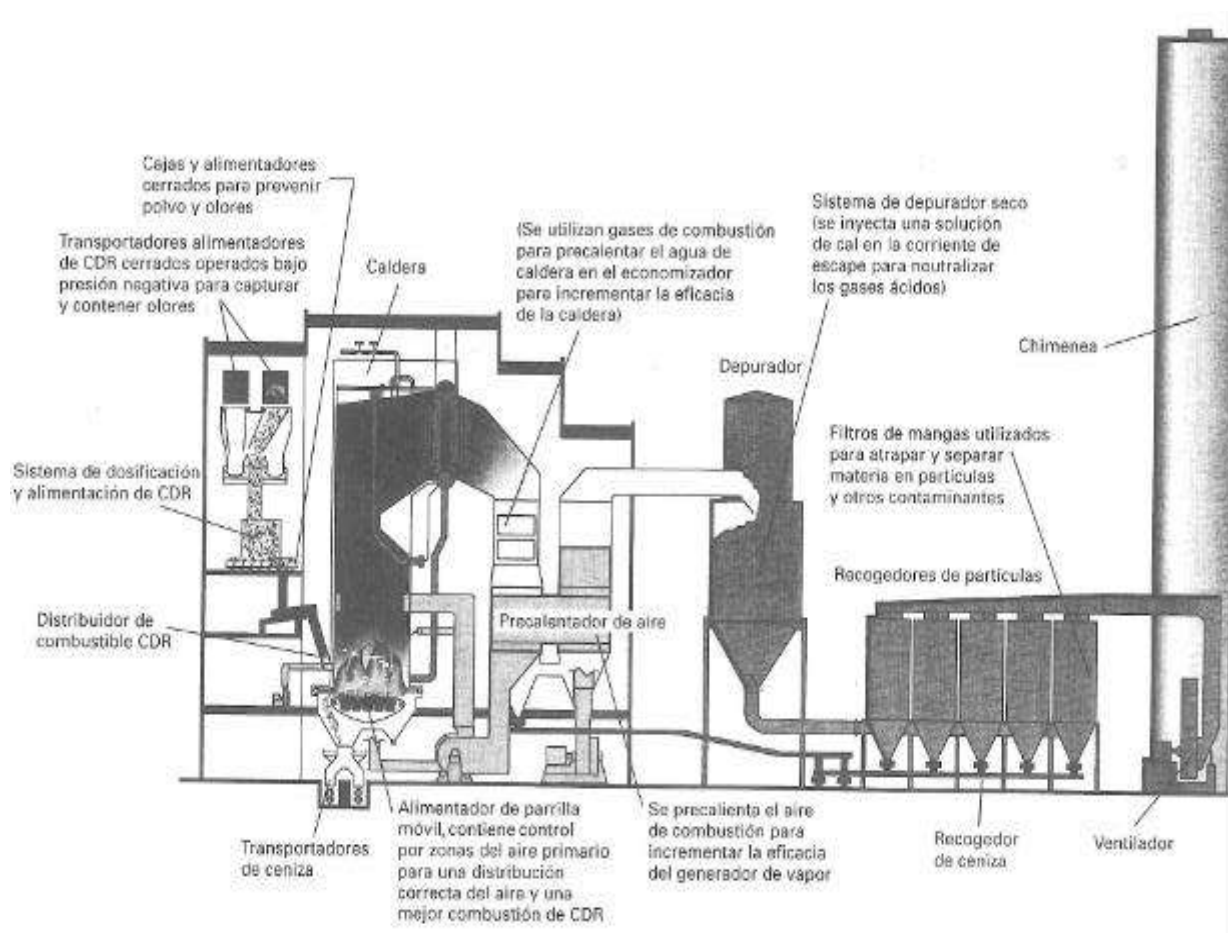 Cajas y alimentadores
cerrados para prevenir
polvo y olores
Transportadores alimentadores
de CDR cerrados operados bajo
presión negativa para capturar
y contener olores
Caldera
(Se utilizan gases de combustión
para precalentar el agua de
caldera en el economizador
para incrementar la eficacia
de la caldera)
Sistema de depurador seco
(se inyecta una solución
de cal en la corriente de
escape para neutralizar
los gases ácidos)
Chimenea
Depurador
Sistema de dosificación
y alimentación de CDR
Filtros de mangas utilizados
para atrapar y separar
materia en partículas
y otros contaminantes
Recogedores de partículas
Distribuidor de
combustible CDR
Precalentador de aire
Transportadores
de ceniza
Alimentador de parrilla
móvil, contiene control
por zonas del aire primario
para una distribución
correcta del aire y una
mejor combustión de CDR
Se precalienta el aire
de combustión para
incrementar la eficacia
del generador de vapor
Recogedor
de ceniza
Ventilador